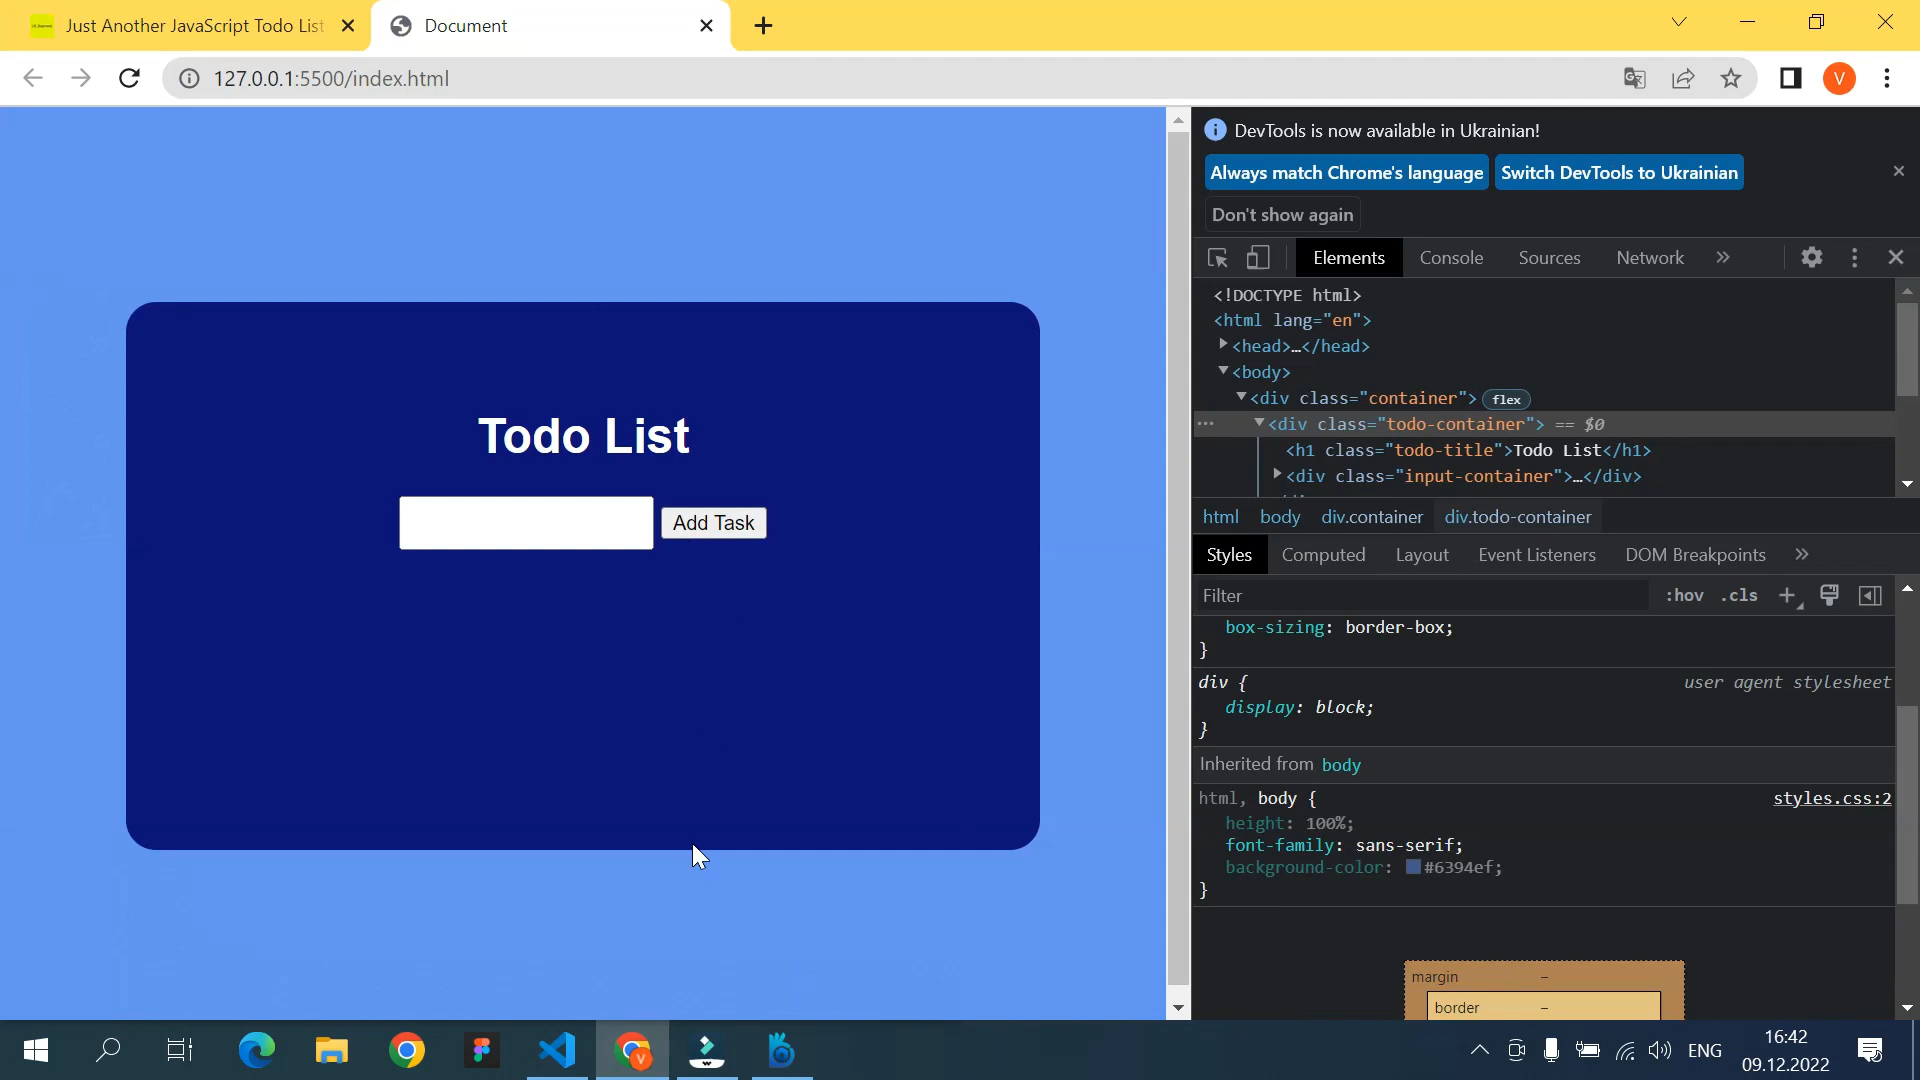 Just Another JavaScript Todo List
Document
127.0.0.1:5500/index.html
V
DevTools is now available in Ukrainian!
Always match Chrome's language
Switch DevTools to Ukrainian
Don't show again
Elements
Console
Sources
Network
<!DOCTYPE html>
<html lang="en">
<head>…</head>
<body>
<div class="container"> flex
<div class="todo-container"> == $0
<h1 class="todo-title">Todo List</h1>
<div class="input-container">…</div>
html
body
div.container
div.todo-container
Styles
Computed
Layout
Event Listeners
DOM Breakpoints
Filter
:hov
.cls
box-sizing: border-box;
}
div {
user agent stylesheet
display: block;
}
Inherited from body
html, body {
styles.css:2
height: 100%;
font-family: sans-serif;
background-color: #6394ef;
}
margin –
border –
Todo List
Add Task
V
ENG
16:42
09.12.2022